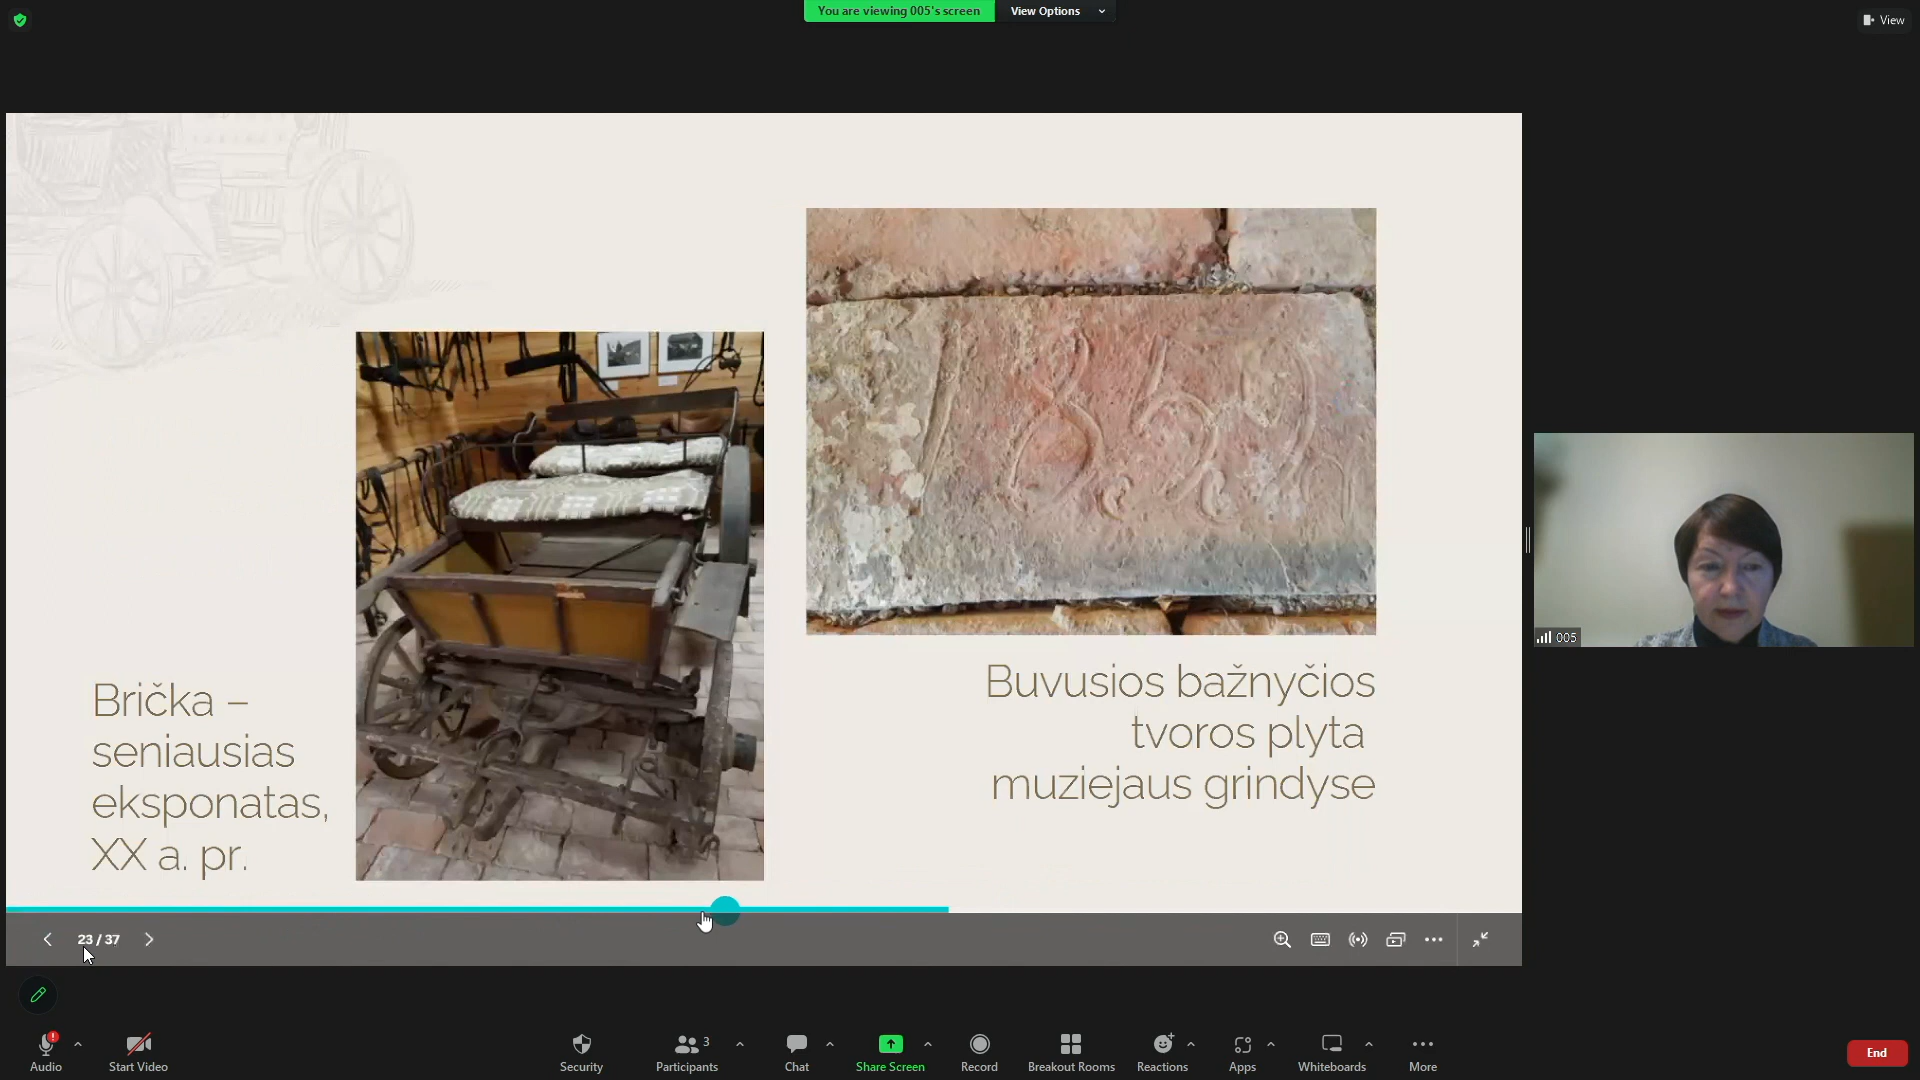 You are viewing 005's screen
View Options
View
Brička –
seniausias
eksponatas,
XX a. pr.
Buvusios bažnyčios
tvoros plyta
muziejaus grindyse
005
23 / 37
Audio
Start Video
Security
Participants
3
Chat
Share Screen
Record
Breakout Rooms
Reactions
Apps
Whiteboards
More
End